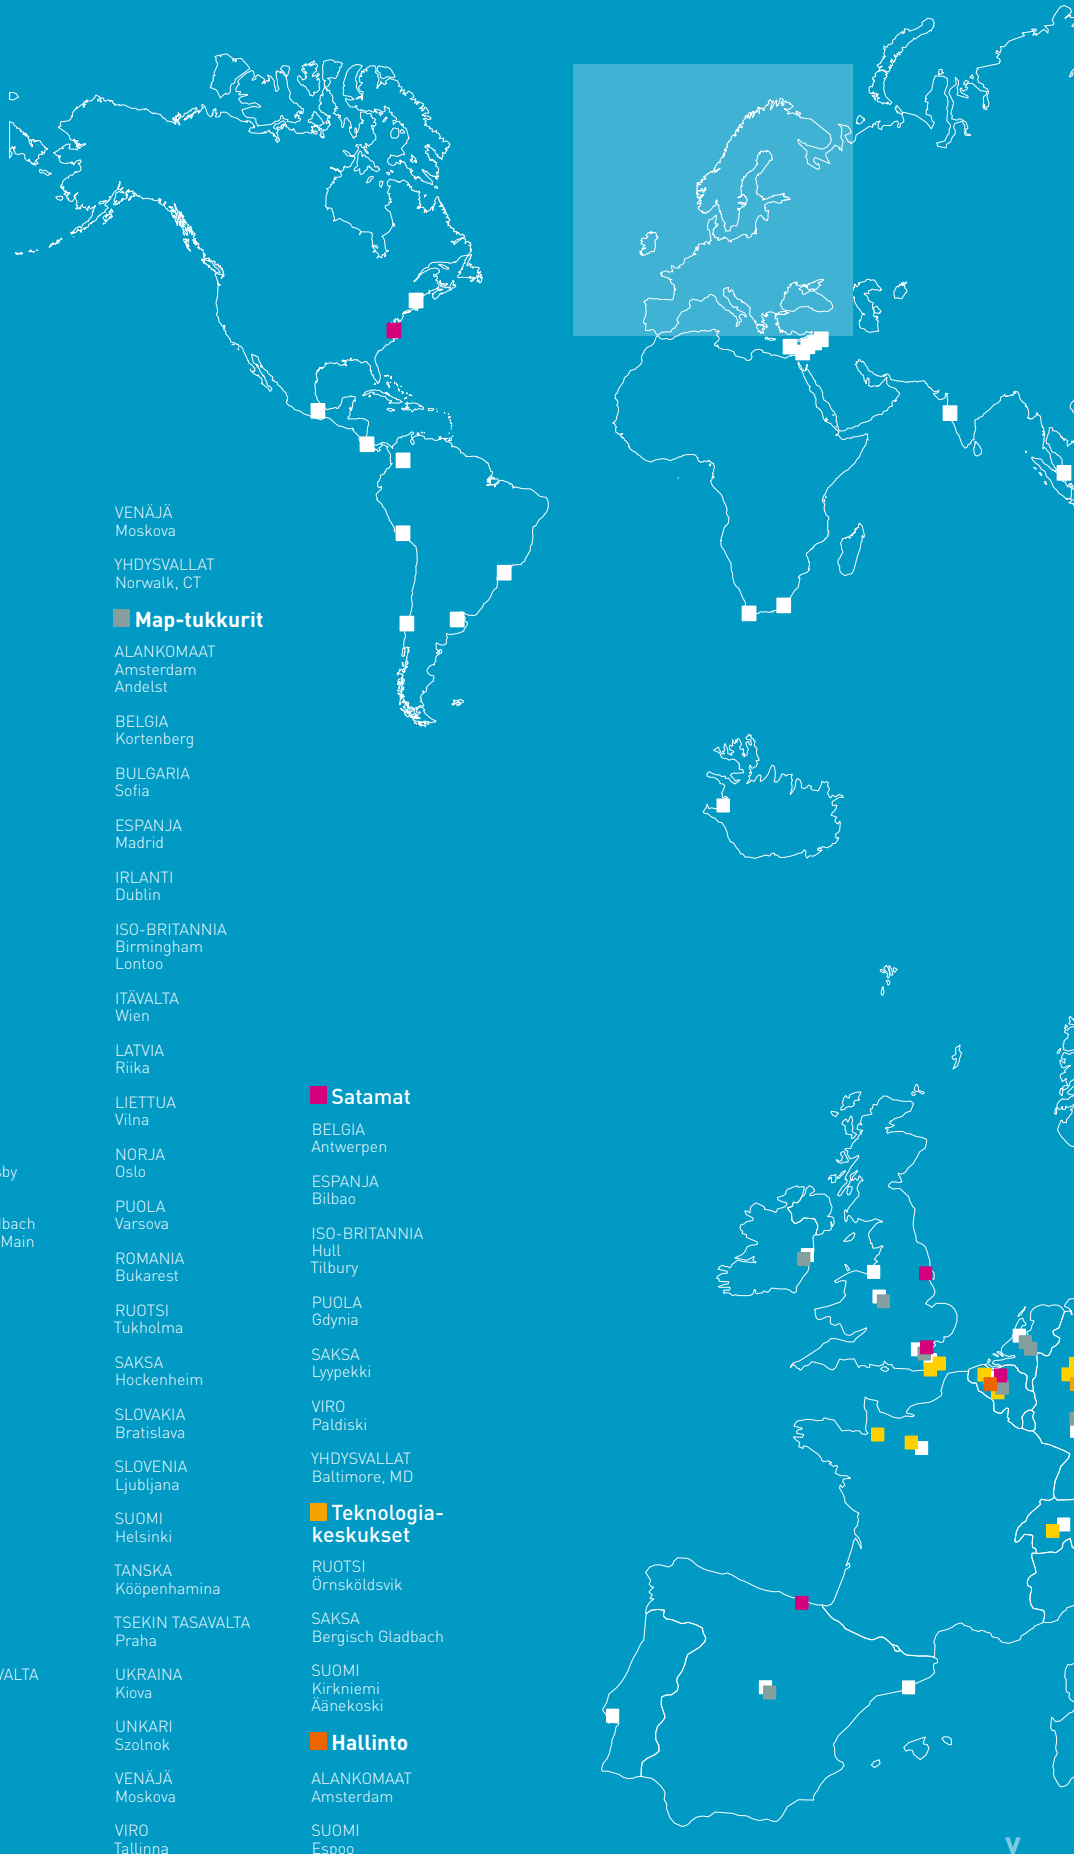 sby
dbach
Main
VALTA
VENÄJÄ
Moskova
YHDYSVALLAT
Norwalk, CT
Map-tukkurit
ALANKOMAAT
Amsterdam
Andelst
BELGIA
Kortenberg
BULGARIA
Sofia
ESPANJA
Madrid
IRLANTI
Dublin
ISO-BRITANNIA
Birmingham
Lontoo
ITÄVALTA
Wien
LATVIA
Riika
LIETTUA
Vilna
NORJA
Oslo
PUOLA
Varsova
ROMANIA
Bukarest
RUOTSI
Tukholma
SAKSA
Hockenheim
SLOVAKIA
Bratislava
SLOVENIA
Ljubljana
SUOMI
Helsinki
TANSKA
Kööpenhamina
TSEKIN TASAVALTA
Praha
UKRAINA
Kiova
UNKARI
Szolnok
VENÄJÄ
Moskova
VIRO
Tallinna
Satamat
BELGIA
Antwerpen
ESPANJA
Bilbao
ISO-BRITANNIA
Hull
Tilbury
PUOLA
Gdynia
SAKSA
Lyypekki
VIRO
Paldiski
YHDYSVALLAT
Baltimore, MD
Teknologia-
keskukset
RUOTSI
Örnsköldsvik
SAKSA
Bergisch Gladbach
SUOMI
Kirkniemi
Äänekoski
Hallinto
ALANKOMAAT
Amsterdam
SUOMI
Espoo